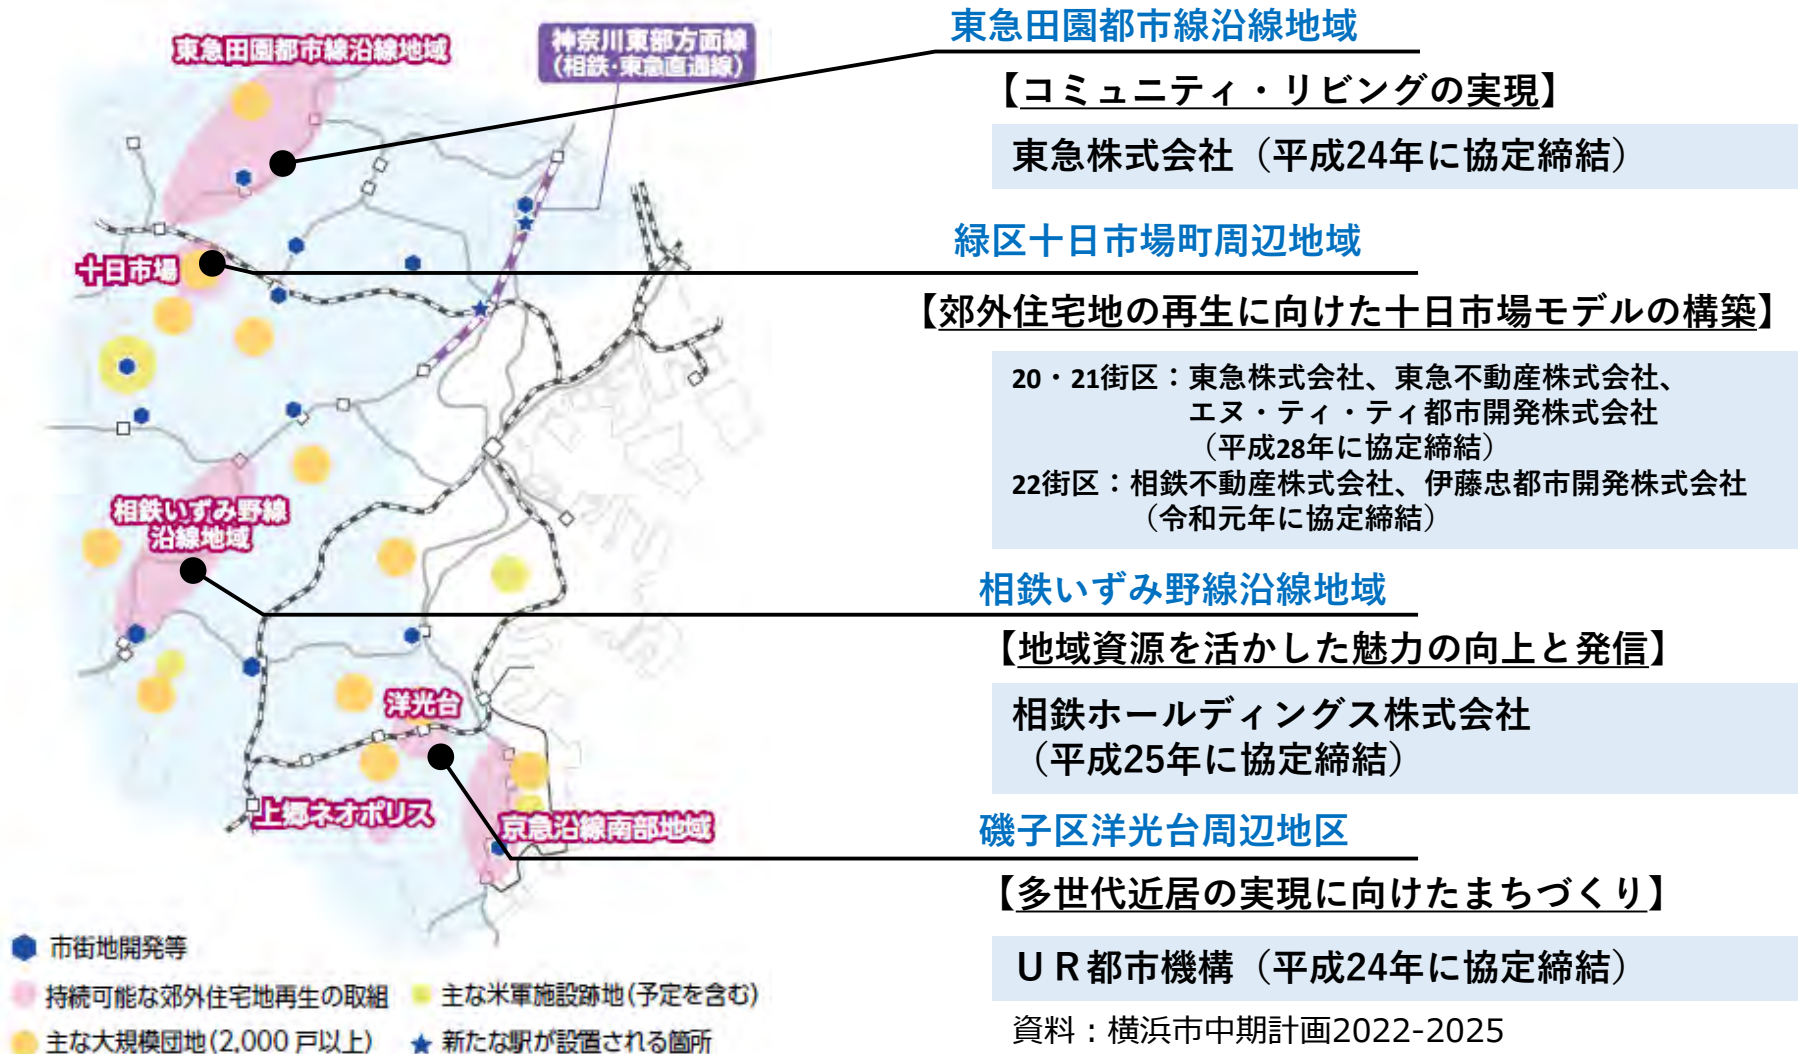 東急田園都市線沿線地域
神奈川東部方面線
(相鉄・東急直通線)
十日市場
相鉄いずみ野線
沿線地域
洋光台
上郷ネオポリス
京急沿線南部地域
市街地開発等
持続可能な郊外住宅地再生の取組
主な米軍施設跡地(予定を含む)
主な大規模団地(2,000 戸以上)
新たな駅が設置される箇所
東急田園都市線沿線地域
【コミュニティ・リビングの実現】
東急株式会社（平成24年に協定締結）
緑区十日市場町周辺地域
【郊外住宅地の再生に向けた十日市場モデルの構築】
20・21街区：東急株式会社、東急不動産株式会社、
エヌ・ティ・ティ都市開発株式会社
（平成28年に協定締結）
22街区：相鉄不動産株式会社、伊藤忠都市開発株式会社
（令和元年に協定締結）
相鉄いずみ野線沿線地域
【地域資源を活かした魅力の向上と発信】
相鉄ホールディングス株式会社
（平成25年に協定締結）
磯子区洋光台周辺地区
【多世代近居の実現に向けたまちづくり】
ＵＲ都市機構（平成24年に協定締結）
資料：横浜市中期計画2022-2025